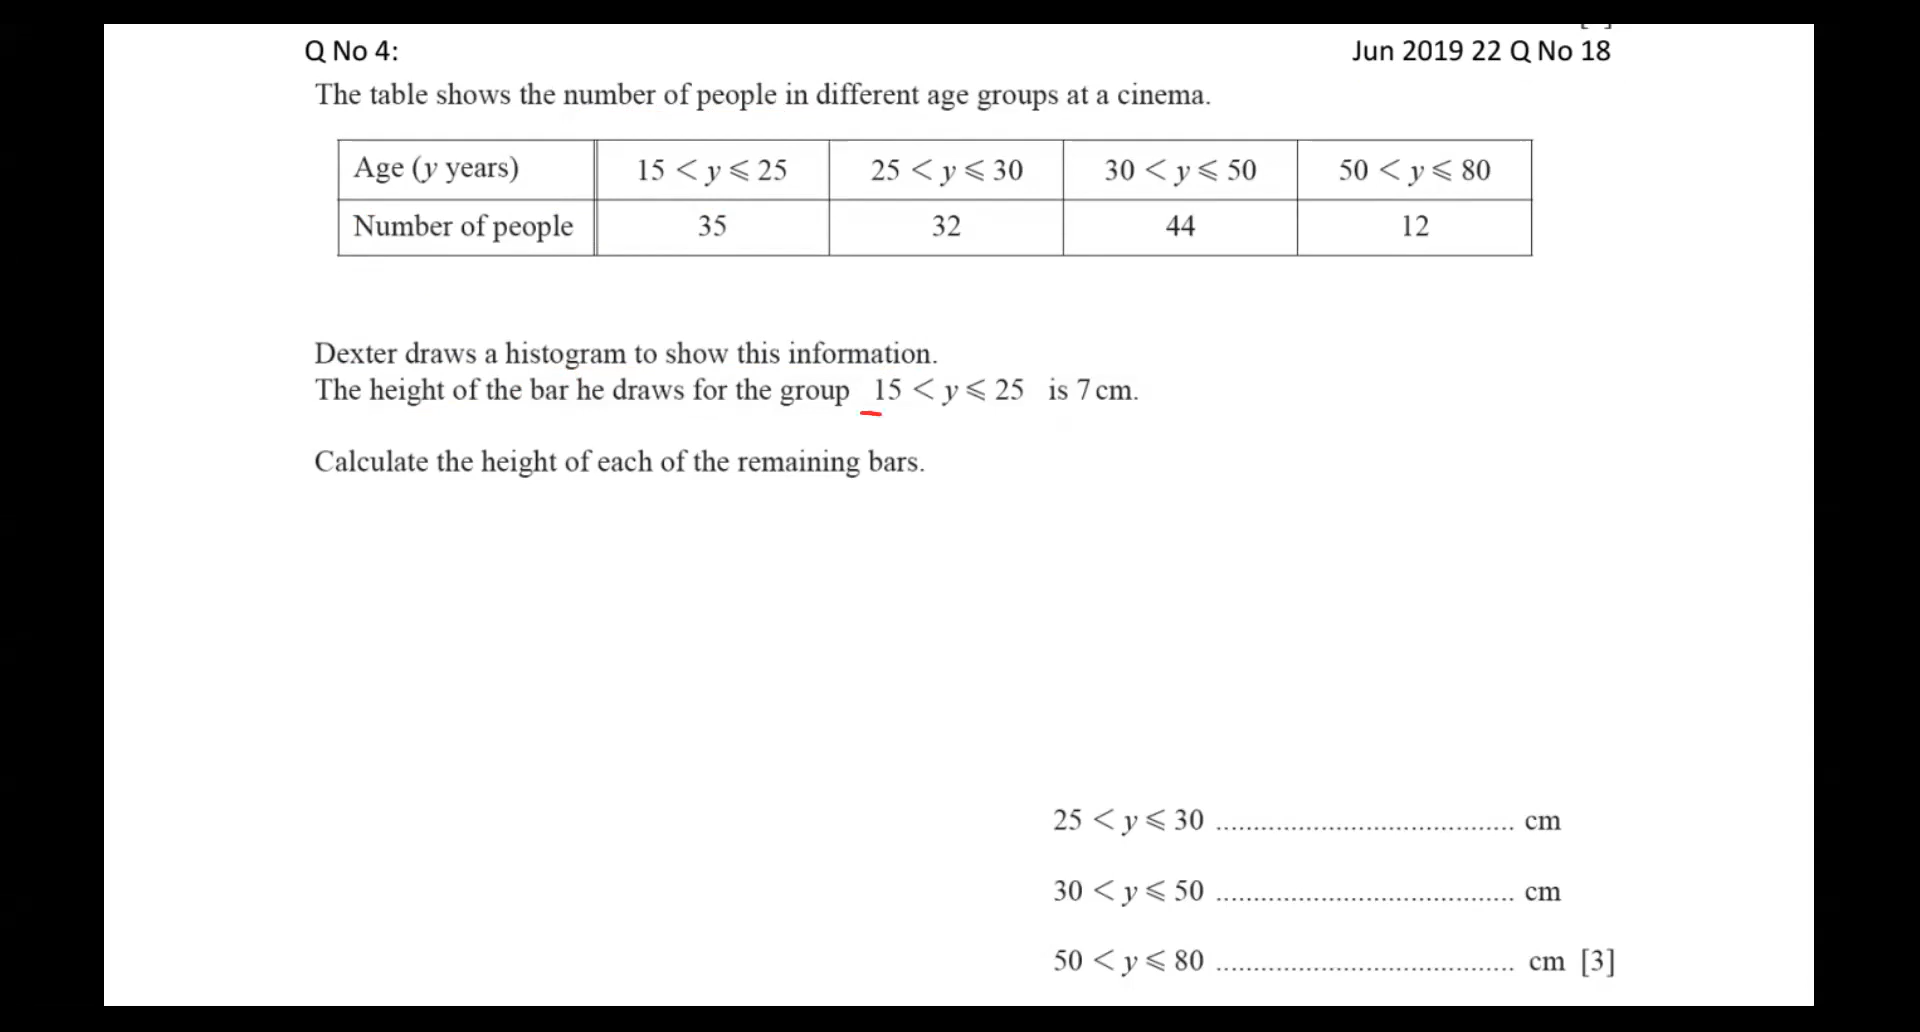 Q No 4:
Jun 2019 22 Q No 18
The table shows the number of people in different age groups at a cinema.
Age (y years) 15 < y ⩽ 25 25 < y ⩽ 30 30 < y ⩽ 50 50 < y ⩽ 80
Number of people 35 32 44 12
Dexter draws a histogram to show this information.
The height of the bar he draws for the group 15 < y ⩽ 25 is 7 cm.
Calculate the height of each of the remaining bars.
25 < y ⩽ 30 ........................................ cm
30 < y ⩽ 50 ........................................ cm
50 < y ⩽ 80 ........................................ cm [3]